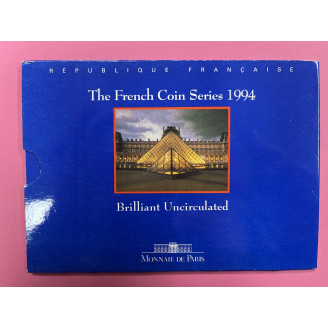 RÉPUBLIQUE FRANÇAISE
The French Coin Series 1994
Brilliant Uncirculated
MONNAIE DE PARIS